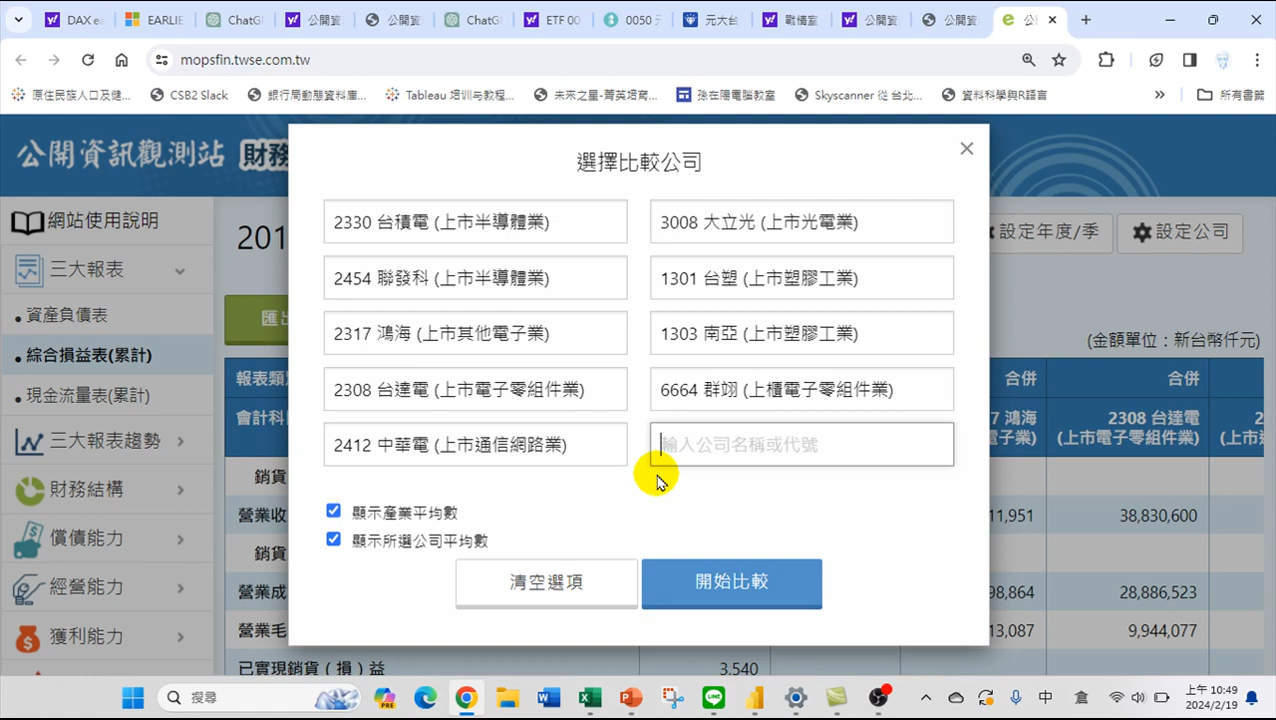 DAX ea
EARLIE
ChatGI
公開資
公開資
ChatGI
ETF 00
0050 元
元大台
戰情室
公開資
公開資
公
mopsfin.twse.com.tw
原住民族人口及健...
CSB2 Slack
銀行局動態資料庫...
Tableau 培训与教程...
未來之星-菁英培育...
孫在陽電腦教室
Skyscanner 從 台北...
資料科學與R語言
所有書籤
公開資訊觀測站 財務
網站使用說明
三大報表
資產負債表
綜合損益表(累計)
現金流量表(累計)
三大報表趨勢
財務結構
償債能力
經營能力
獲利能力
201
設定年度/季
設定公司
匯出
(金額單位：新台幣仟元)
選擇比較公司
2330 台積電 (上市半導體業)
3008 大立光 (上市光電業)
2454 聯發科 (上市半導體業)
1301 台塑 (上市塑膠工業)
2317 鴻海 (上市其他電子業)
1303 南亞 (上市塑膠工業)
2308 台達電 (上市電子零組件業)
6664 群翊 (上櫃電子零組件業)
2412 中華電 (上市通信網路業)
輸入公司名稱或代號
顯示產業平均數
顯示所選公司平均數
清空選項
開始比較
報表類
合併
合併
會計科
7 鴻海
子業)
2308 台達電
(上市電子零組件業)
2
(上市
銷貨
營業收
11,951
38,830,600
銷貨
營業成
98,864
28,886,523
營業毛
13,087
9,944,077
已實現銷貨（損）益
3,540
搜尋
中
上午 10:49
2024/2/19